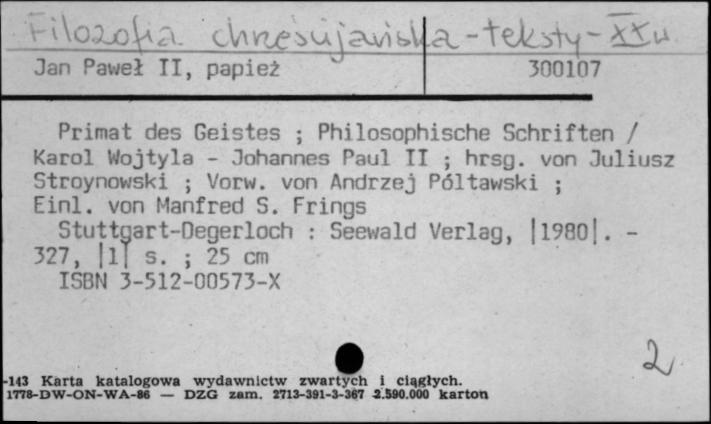 Filozofia chrześcijańska - teksty - XX w.
Jan Paweł II, papież 300107
Primat des Geistes ; Philosophische Schriften /
Karol Wojtyla - Johannes Paul II ; hrsg. von Juliusz
Stroynowski ; Vorw. von Andrzej Póltawski ;
Einl. von Manfred S. Frings
Stuttgart-Degerloch : Seewald Verlag, |1980|. -
327, |1| s. ; 25 cm
ISBN 3-512-00573-X
2
-143 Karta katalogowa wydawnictw zwartych i ciągłych.
1778-DW-ON-WA-86 — DZG zam. 2713-391-3-367 2.590.000 karton